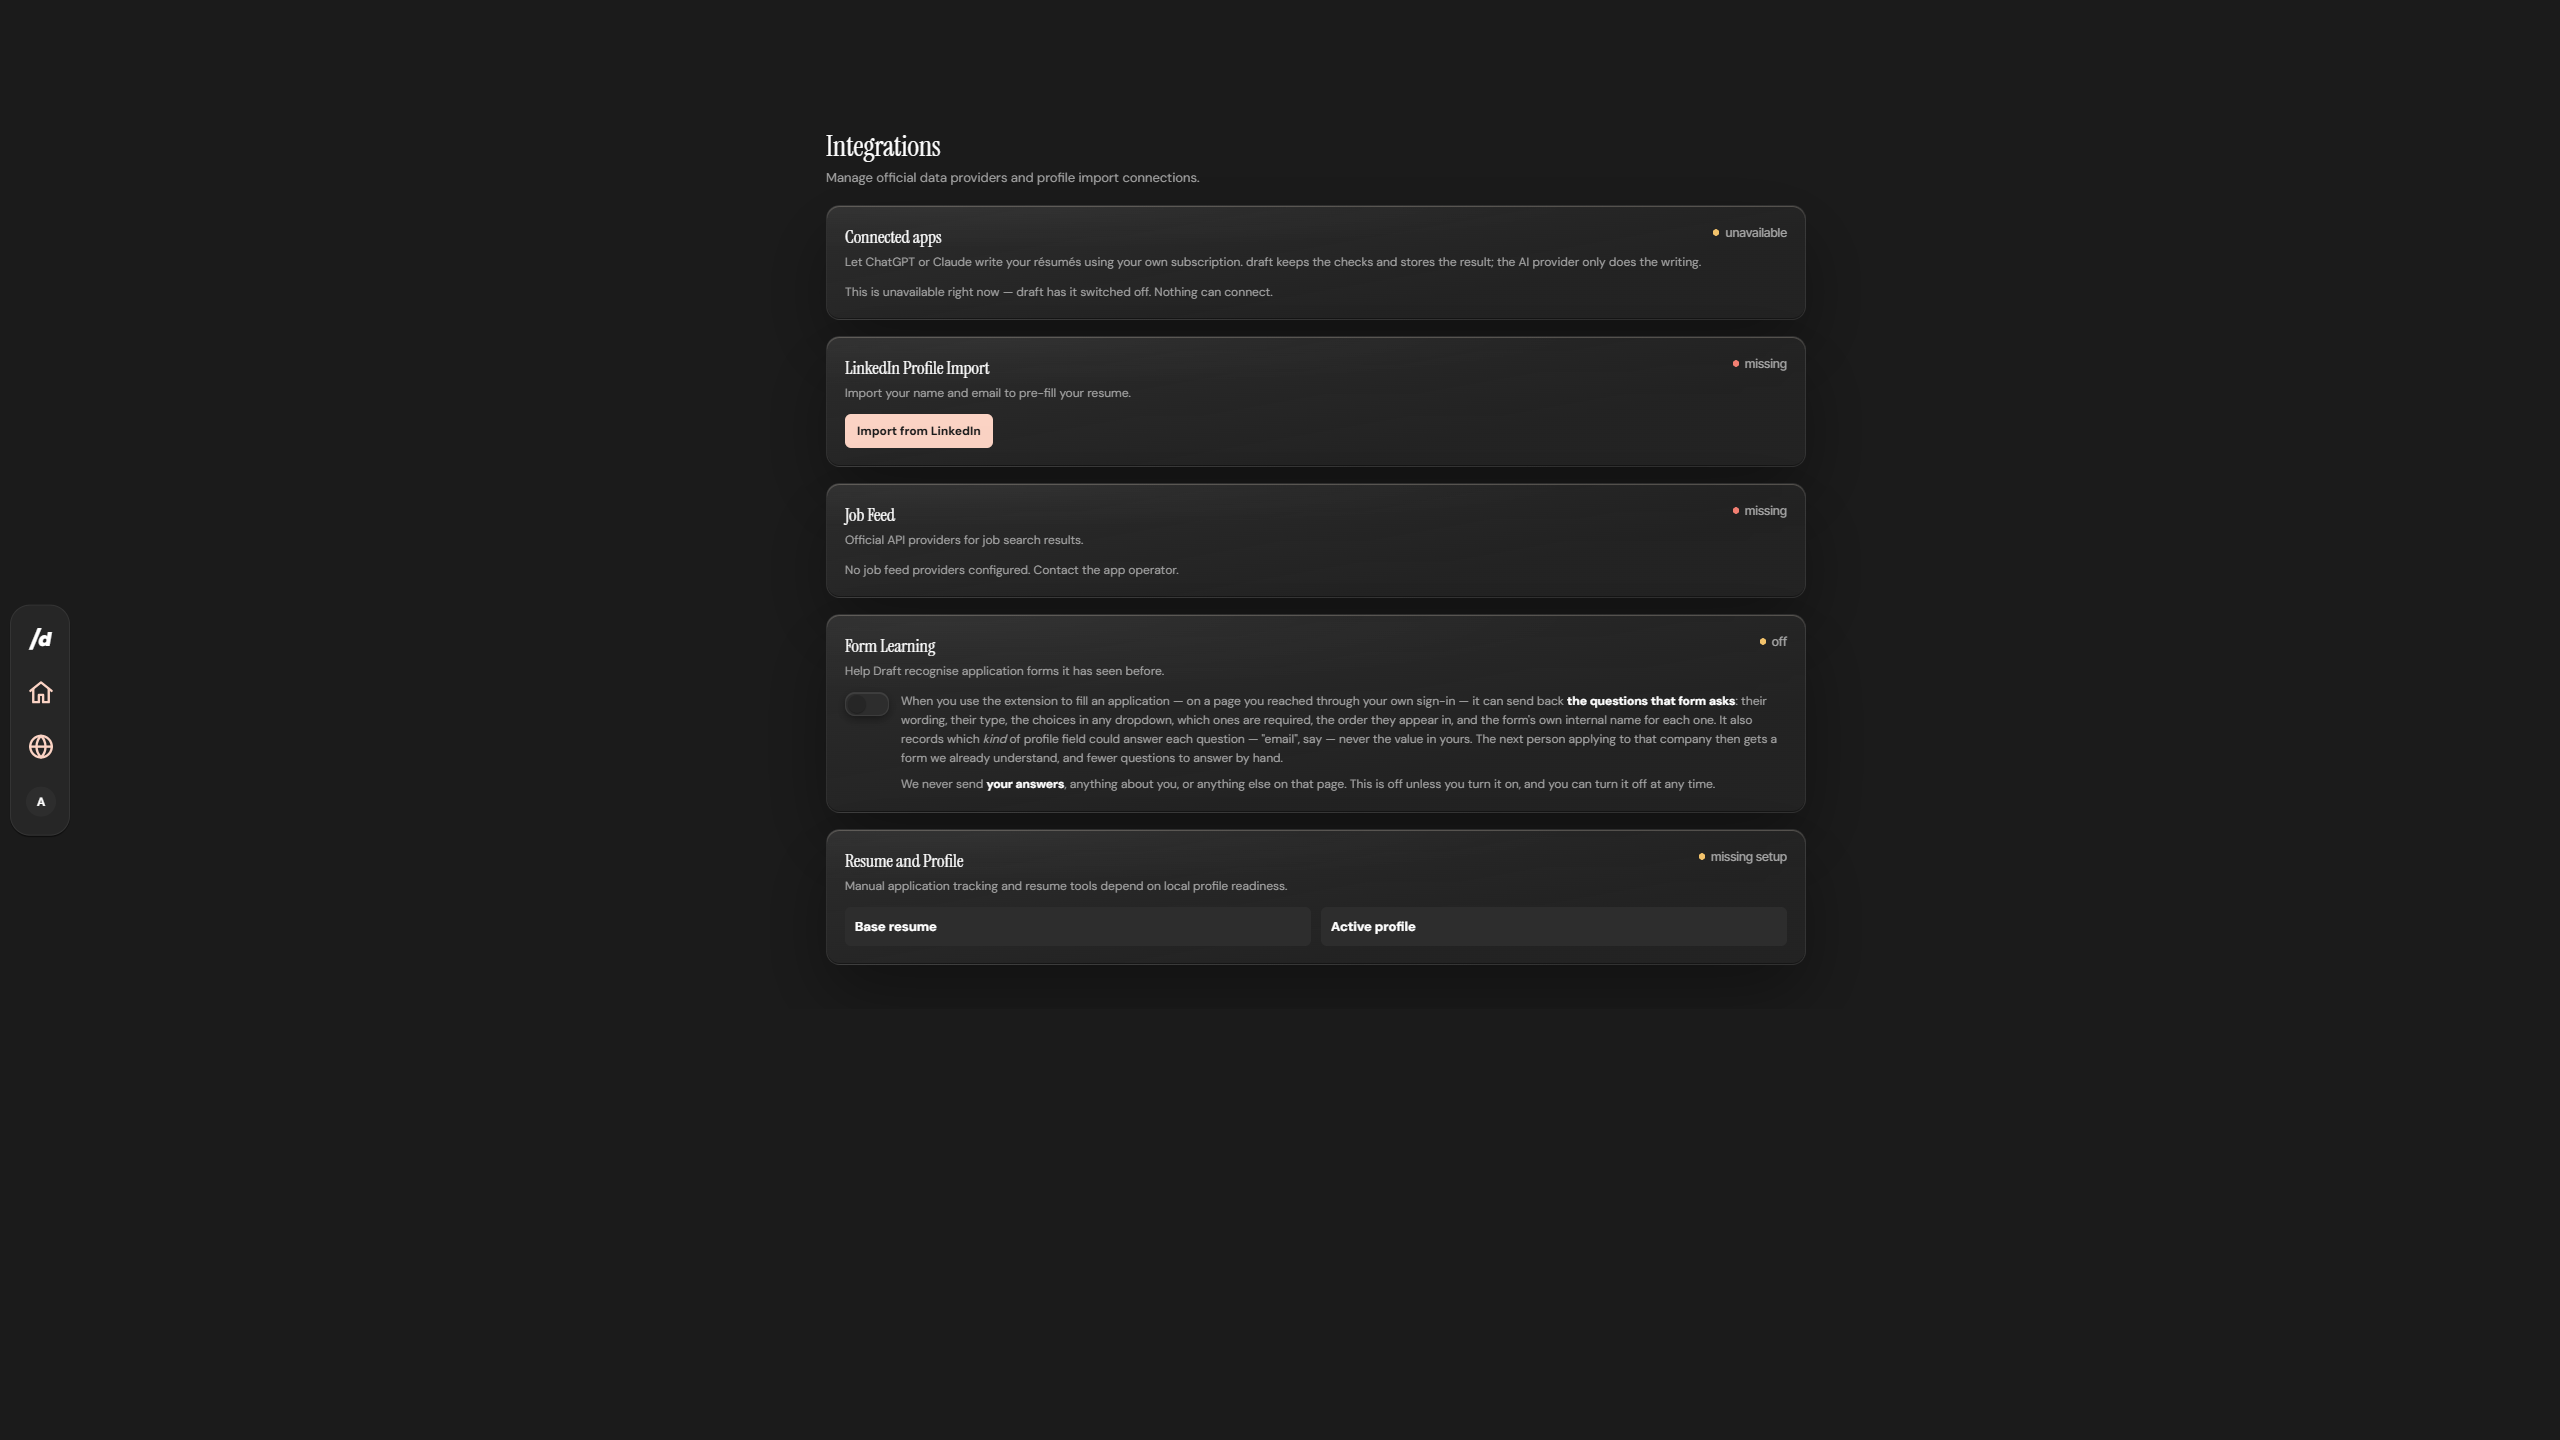 Integrations
Manage official data providers and profile import connections.
Connected apps
unavailable
Let ChatGPT or Claude write your résumés using your own subscription. draft keeps the checks and stores the result; the AI provider only does the writing.
This is unavailable right now — draft has it switched off. Nothing can connect.
LinkedIn Profile Import
missing
Import your name and email to pre-fill your resume.
Import from LinkedIn
Job Feed
missing
Official API providers for job search results.
No job feed providers configured. Contact the app operator.
Form Learning
off
Help Draft recognise application forms it has seen before.
When you use the extension to fill an application — on a page you reached through your own sign-in — it can send back the questions that form asks: their
wording, their type, the choices in any dropdown, which ones are required, the order they appear in, and the form's own internal name for each one. It also
records which kind of profile field could answer each question — "email", say — never the value in yours. The next person applying to that company then gets a
form we already understand, and fewer questions to answer by hand.
We never send your answers, anything about you, or anything else on that page. This is off unless you turn it on, and you can turn it off at any time.
Resume and Profile
missing setup
Manual application tracking and resume tools depend on local profile readiness.
Base resume
Active profile
/d
A